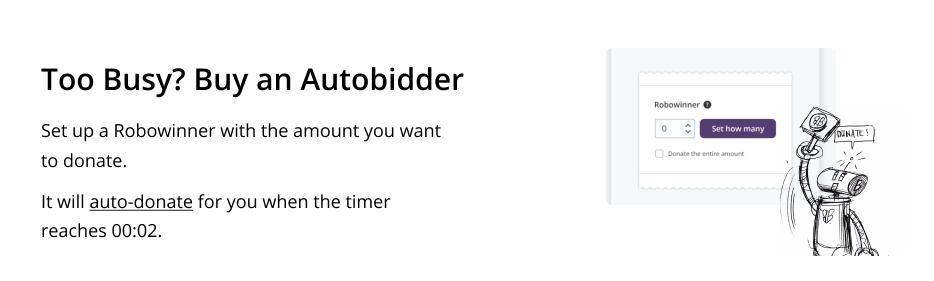 Too Busy? Buy an Autobidder
Set up a Robowinner with the amount you want
to donate.
It will auto-donate for you when the timer
reaches 00:02.
Robowinner ?
0
Set how many
Donate the entire amount
DONATE!